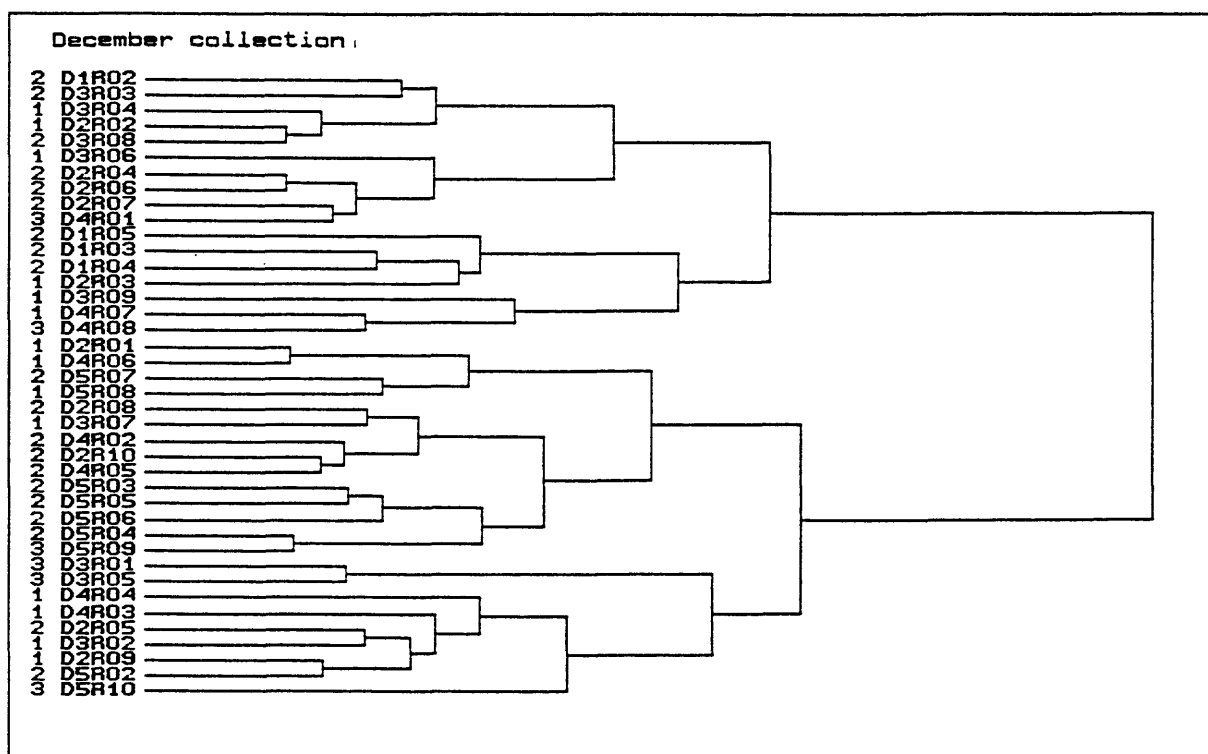 December collection
2 D1R02
2 D3R03
1 D3R04
1 D2R02
2 D3R08
1 D3R06
2 D2R04
2 D2R06
2 D2R07
3 D4R01
2 D1R05
2 D1R03
2 D1R04
1 D2R03
1 D3R09
1 D4R07
3 D4R08
1 D2R01
1 D4R06
2 D5R07
1 D5R08
2 D2R08
1 D3R07
2 D4R02
2 D2R10
2 D4R05
2 D5R03
2 D5R05
2 D5R06
2 D5R04
3 D5R09
3 D3R01
3 D3R05
1 D4R04
1 D4R03
2 D2R05
1 D3R02
1 D2R09
2 D5R02
3 D5R10